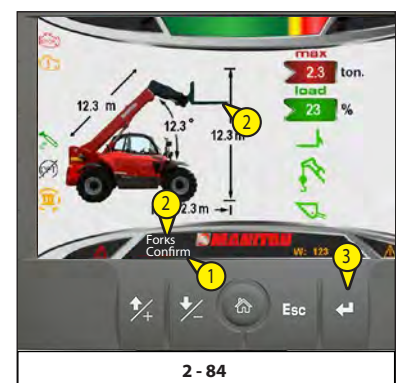 max
2.3 ton.
load
23 %
12.3 m
12.3°
12.3 m
2
2.3 m
2
Forks
Confirm
MANITOU
W: 123
1
3
+
-
Esc
2 - 84